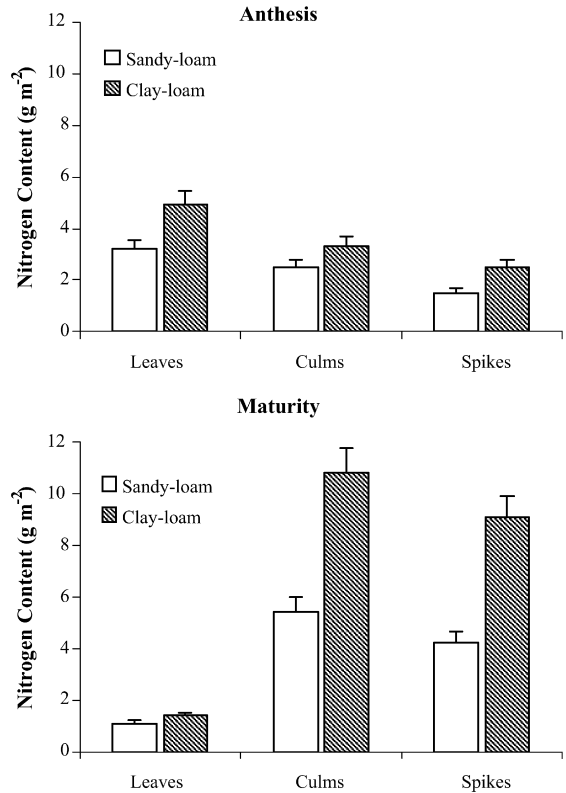 Anthesis
12
10
8
6
4
2
0
Nitrogen Content (g m-2)
Sandy-loam
Clay-loam
Leaves Culms Spikes
Maturity
12
10
8
6
4
2
0
Nitrogen Content (g m-2)
Sandy-loam
Clay-loam
Leaves Culms Spikes